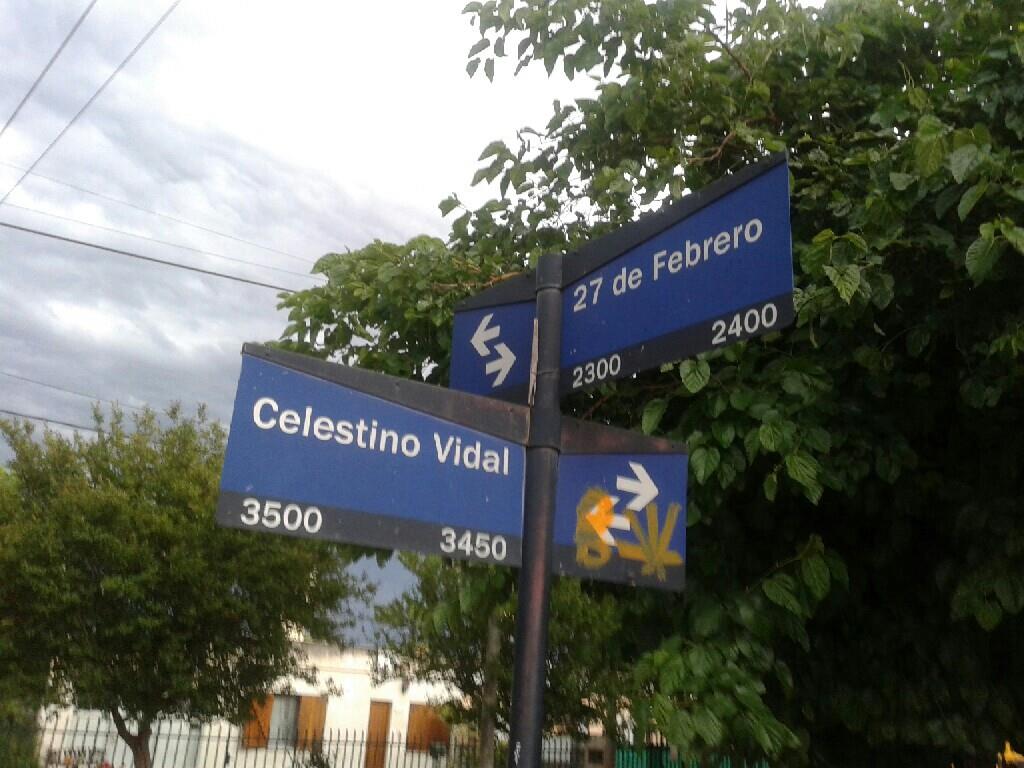 27 de Febrero
2300 2400
Celestino Vidal
3500 3450